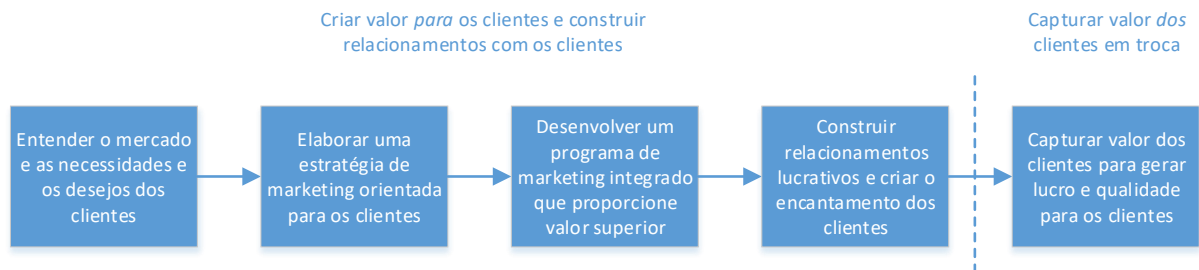 Criar valor para os clientes e construir
relacionamentos com os clientes
Capturar valor dos
clientes em troca
Entender o mercado
e as necessidades e
os desejos dos
clientes
Elaborar uma
estratégia de
marketing orientada
para os clientes
Desenvolver um
programa de
marketing integrado
que proporcione
valor superior
Construir
relacionamentos
lucrativos e criar o
encantamento dos
clientes
Capturar valor dos
clientes para gerar
lucro e qualidade
para os clientes